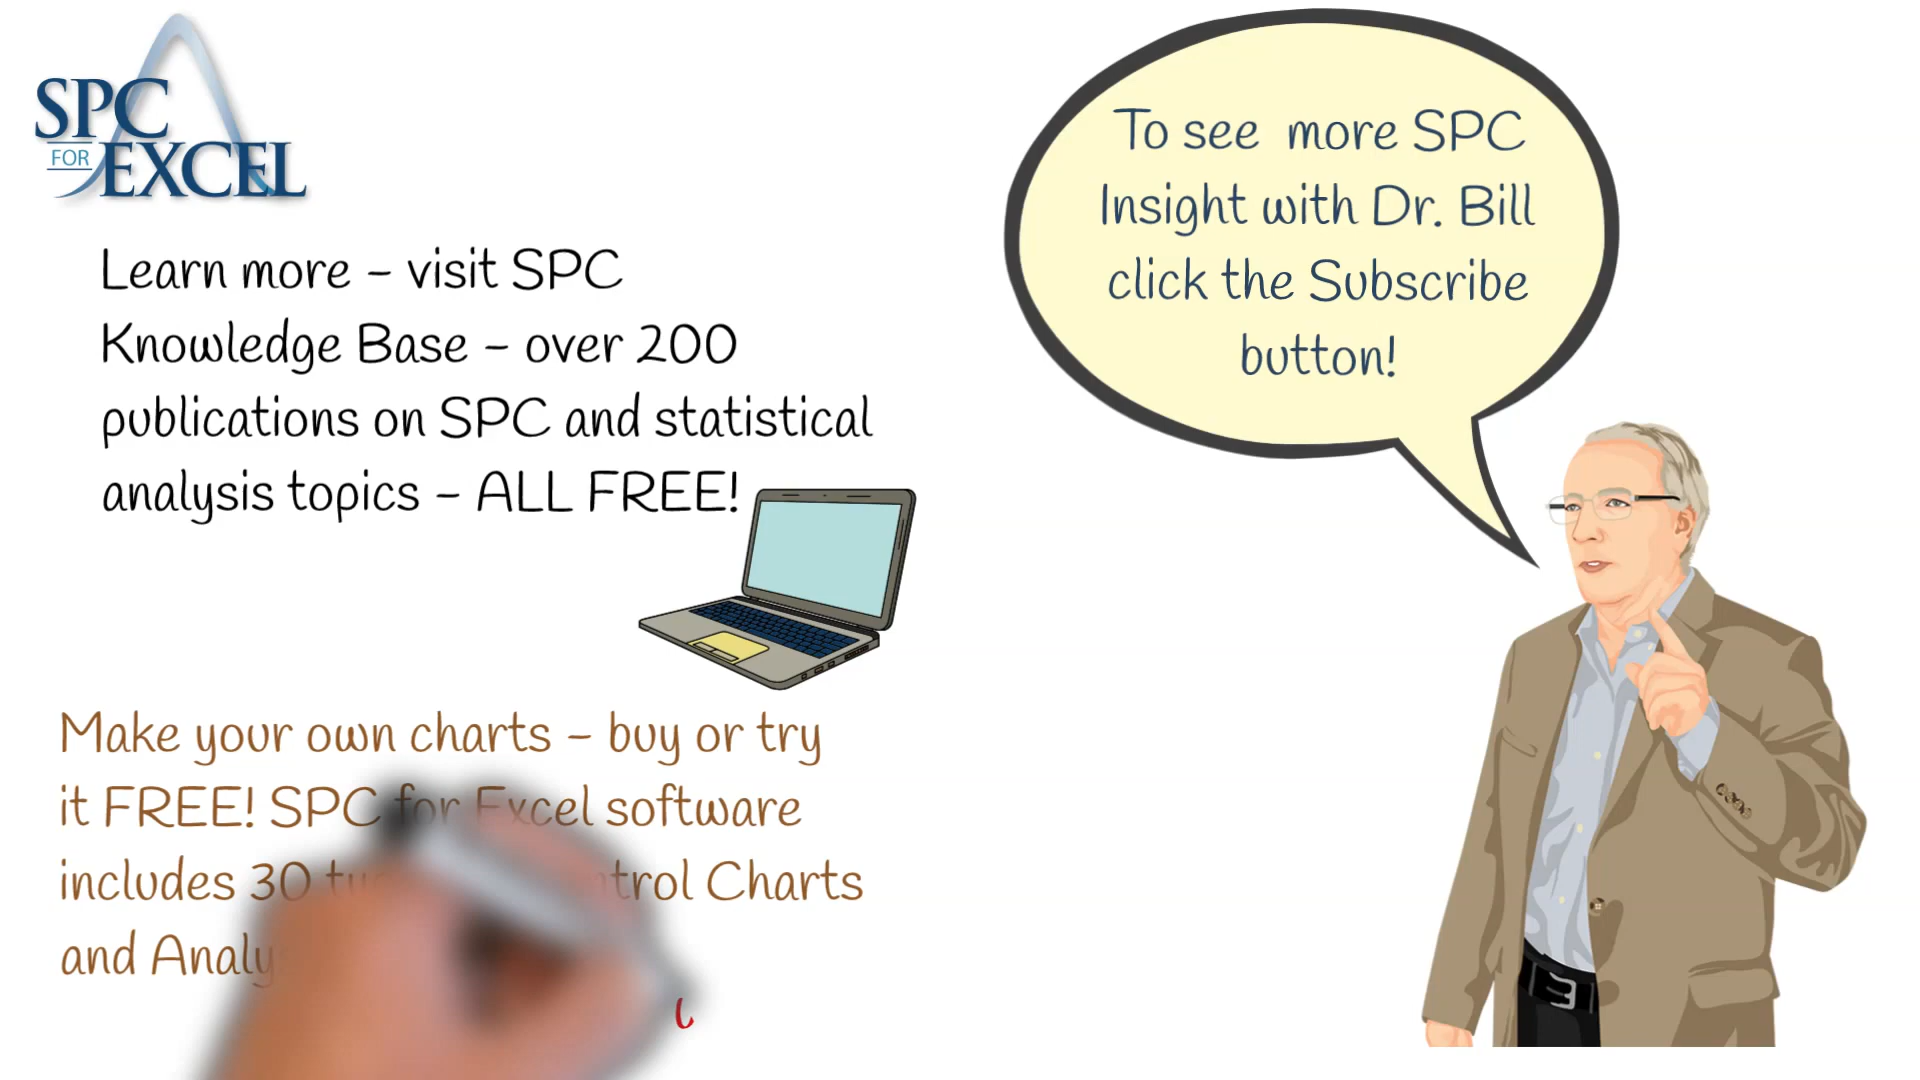 SPC
FOR
EXCEL
Learn more – visit SPC
Knowledge Base – over 200
publications on SPC and statistical
analysis topics – ALL FREE!
To see more SPC
Insight with Dr. Bill
click the Subscribe
button!
Make your own charts – buy or try
it FREE! SPC for Excel software
includes 30 Charts
and